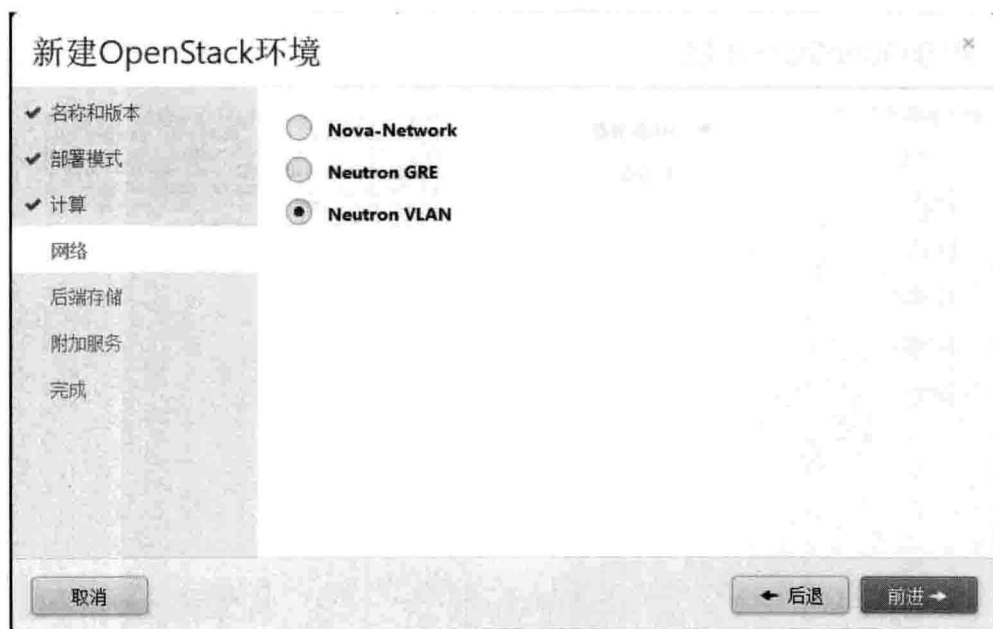 新建OpenStack环境
×
✔ 名称和版本
✔ 部署模式
✔ 计算
网络
后端存储
附加服务
完成
Nova-Network
Neutron GRE
Neutron VLAN
取消
← 后退
前进 →